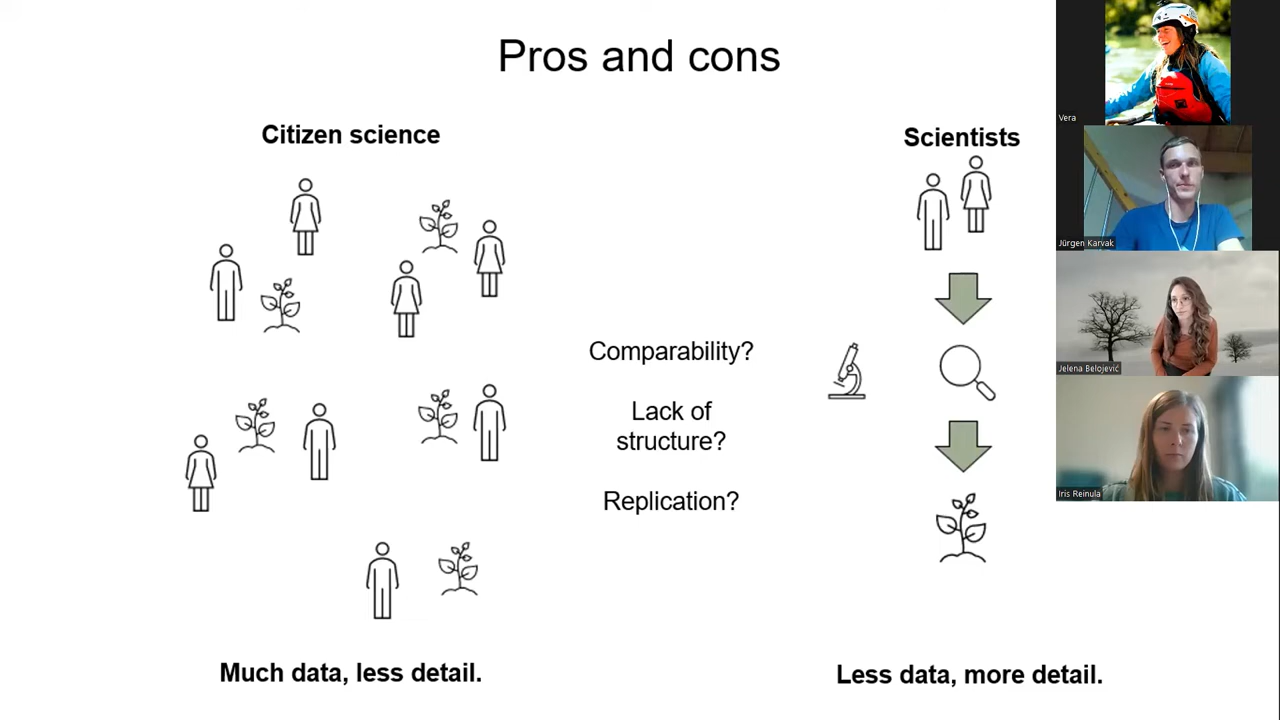 Pros and cons
Citizen science
Scientists
Comparability?
Lack of
structure?
Replication?
Much data, less detail.
Less data, more detail.
Vera
Jürgen Karvak
Jelena Belojević
Iris Reinula